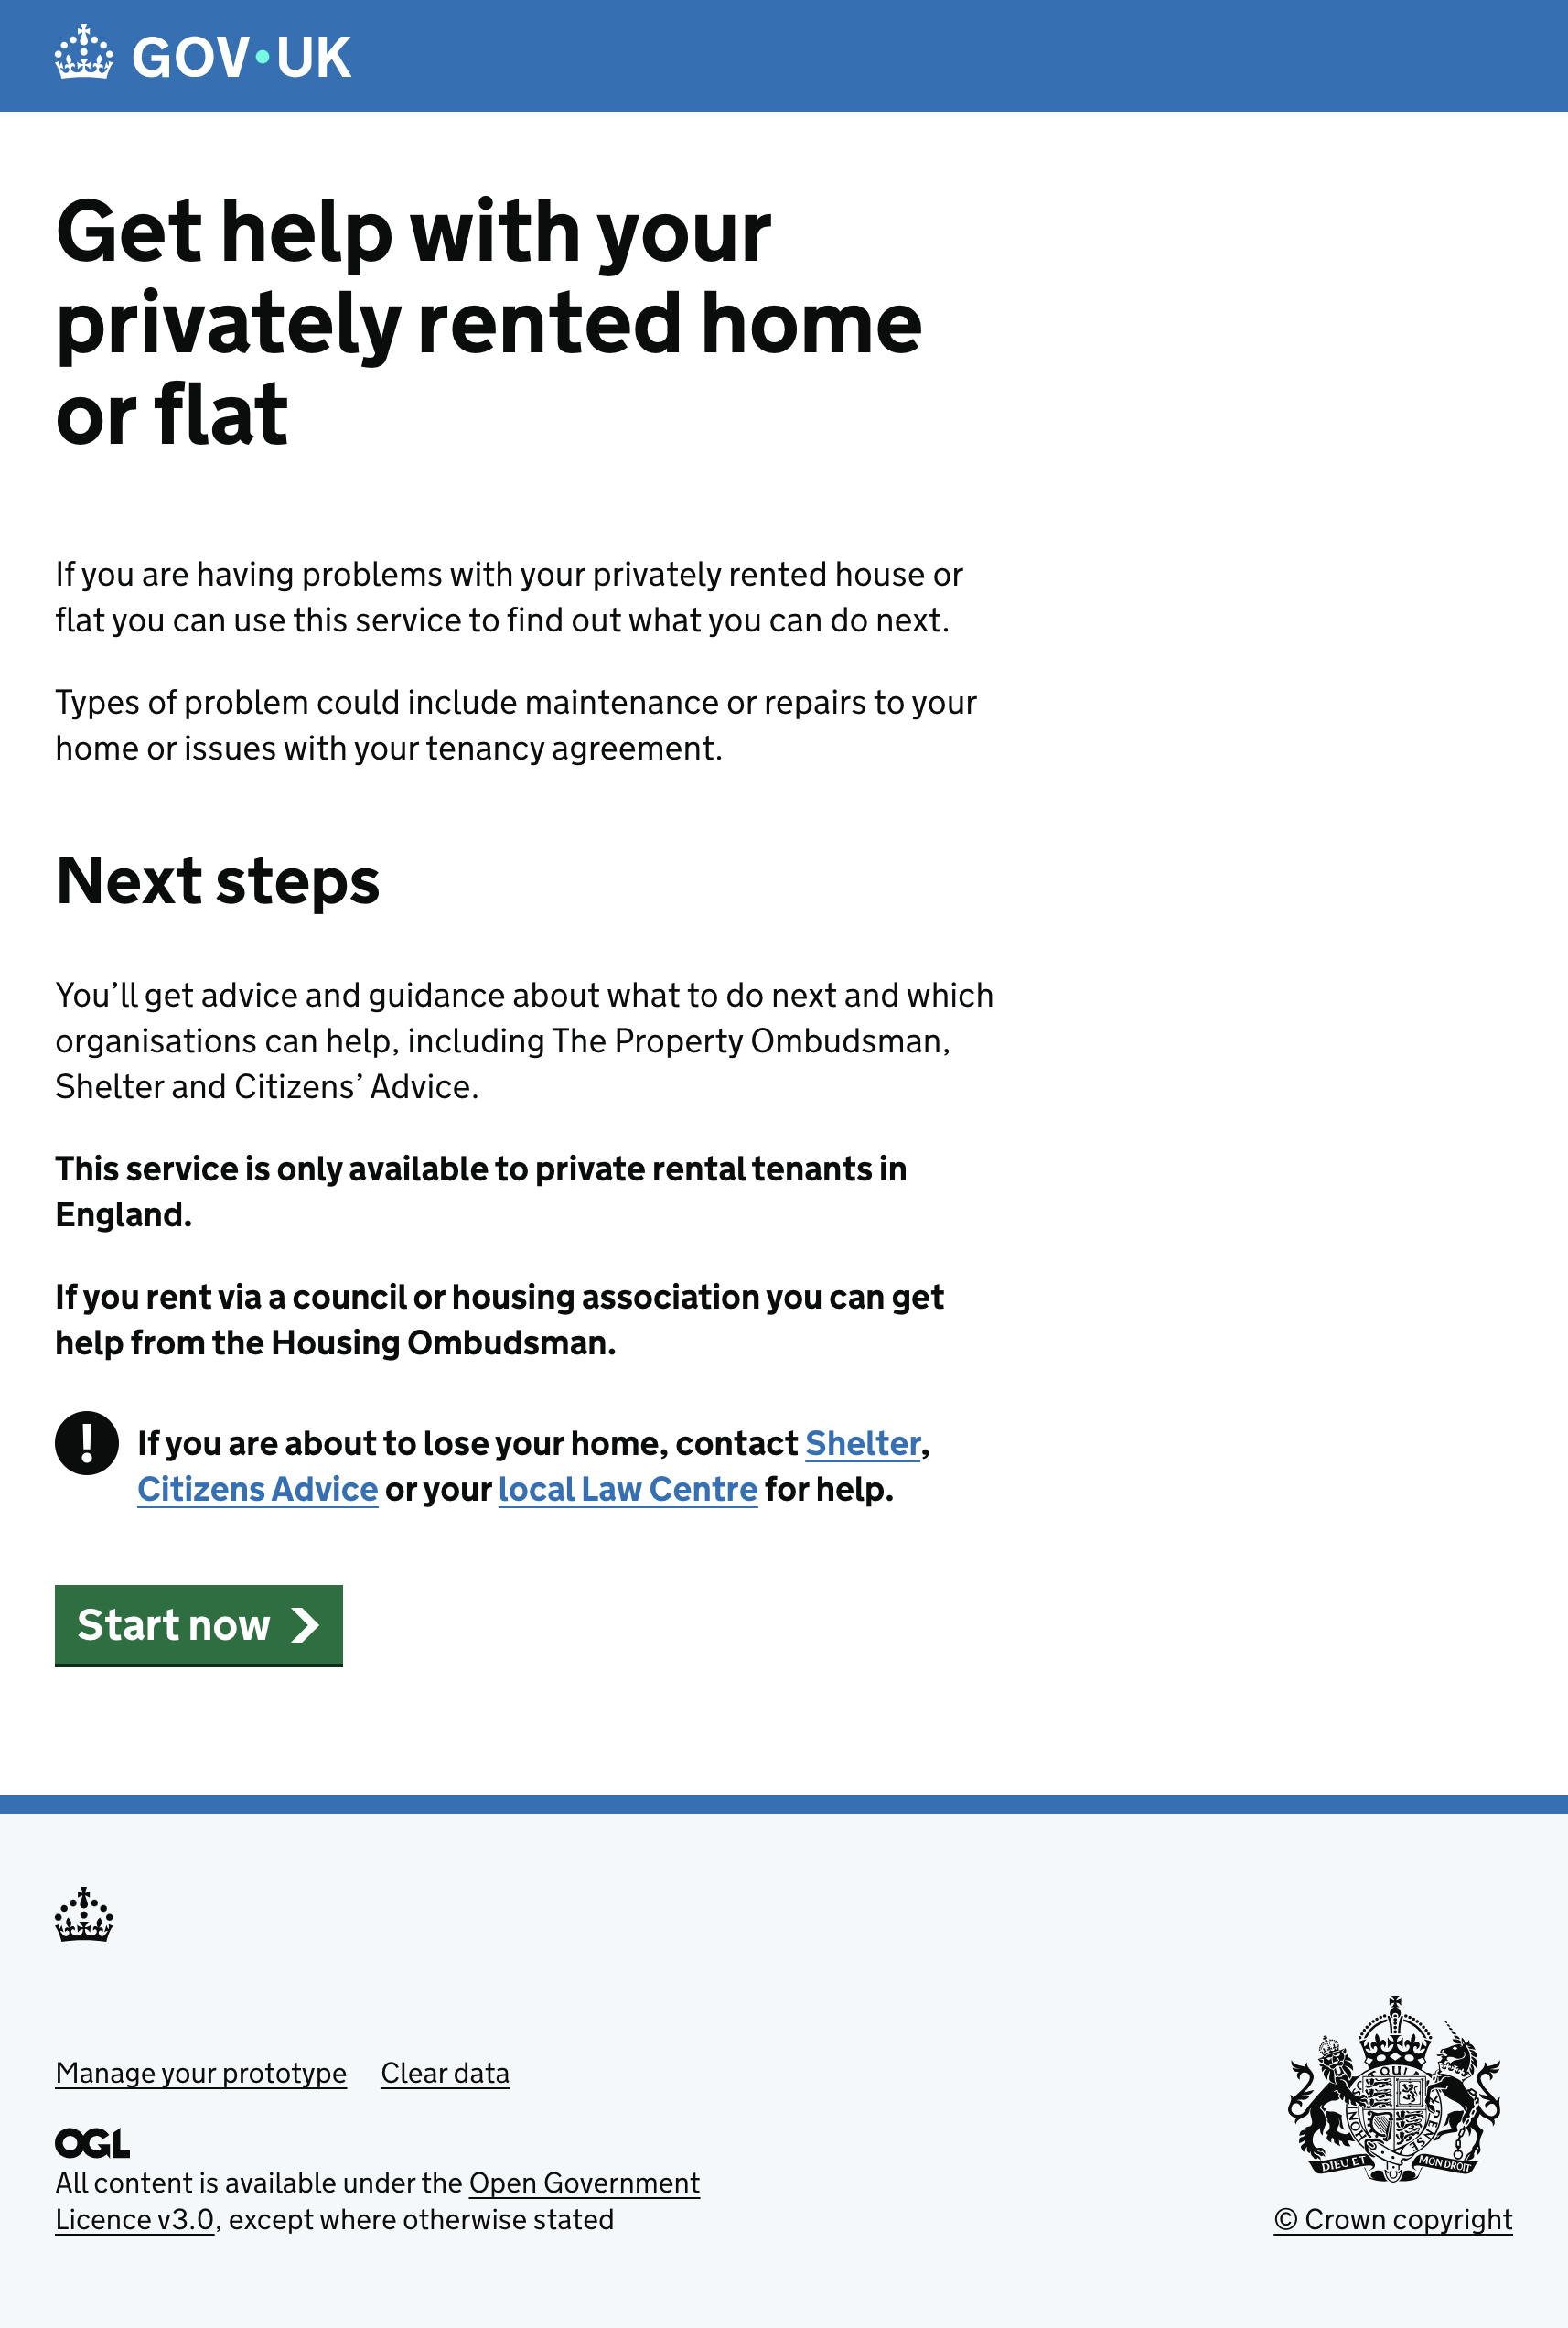 GOV·UK
Get help with your
privately rented home
or flat
If you are having problems with your privately rented house or
flat you can use this service to find out what you can do next.
Types of problem could include maintenance or repairs to your
home or issues with your tenancy agreement.
Next steps
You’ll get advice and guidance about what to do next and which
organisations can help, including The Property Ombudsman,
Shelter and Citizens’ Advice.
This service is only available to private rental tenants in
England.
If you rent via a council or housing association you can get
help from the Housing Ombudsman.
! If you are about to lose your home, contact Shelter,
Citizens Advice or your local Law Centre for help.
Start now
Manage your prototype Clear data
OGL
All content is available under the Open Government
Licence v3.0, except where otherwise stated
DIEU ET MON DROIT
© Crown copyright